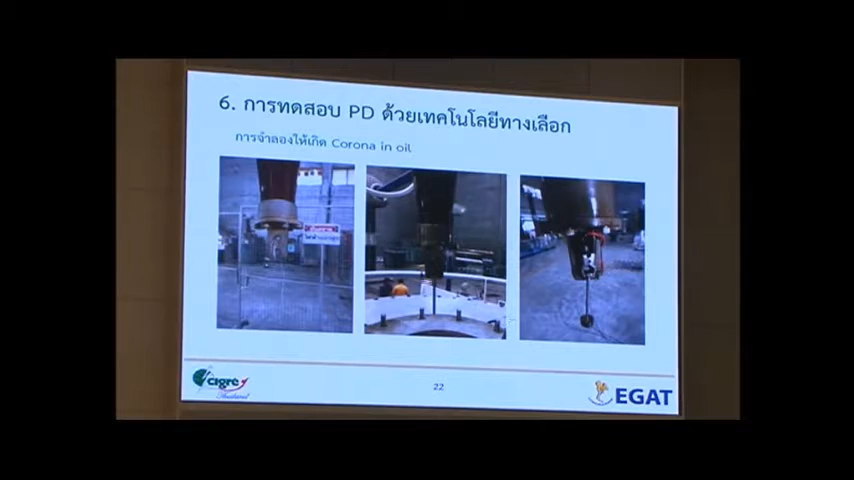 6. การทดสอบ PD ด้วยเทคโนโลยีทางเลือก
การจำลองให้เกิด Corona in oil
cigre
Thailand
22
EGAT